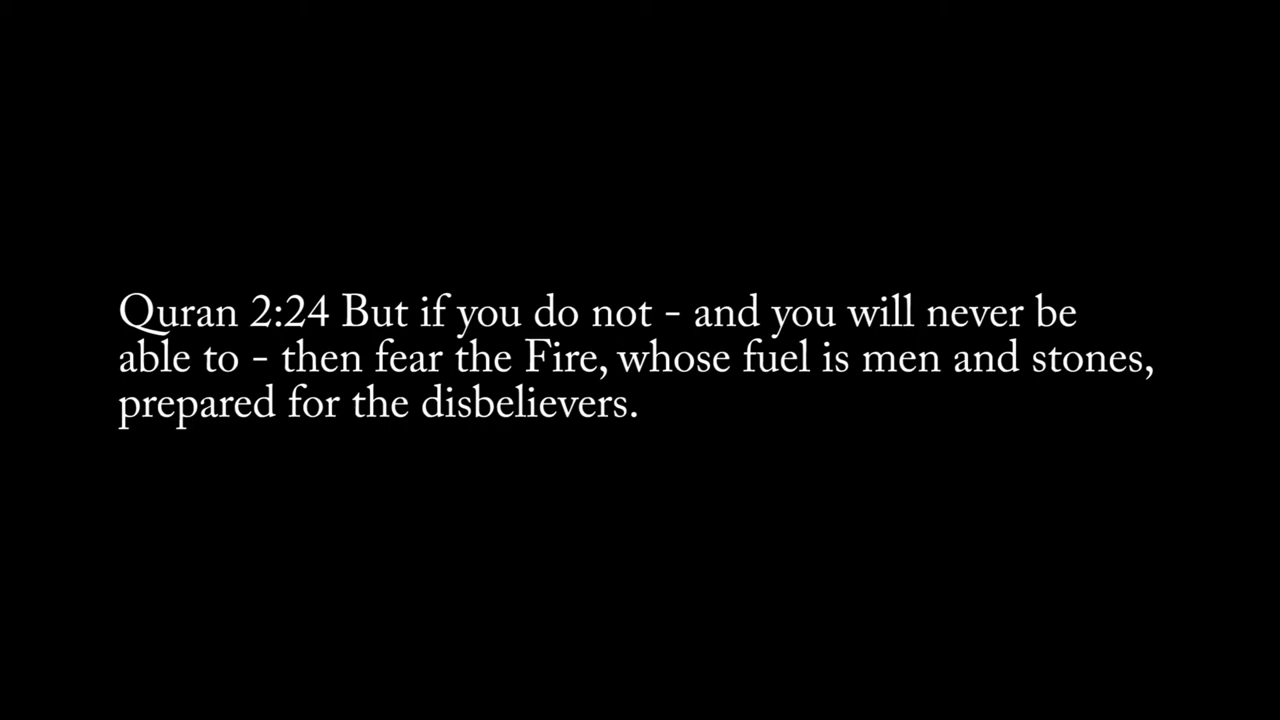 Quran 2:24 But if you do not - and you will never be
able to - then fear the Fire, whose fuel is men and stones,
prepared for the disbelievers.